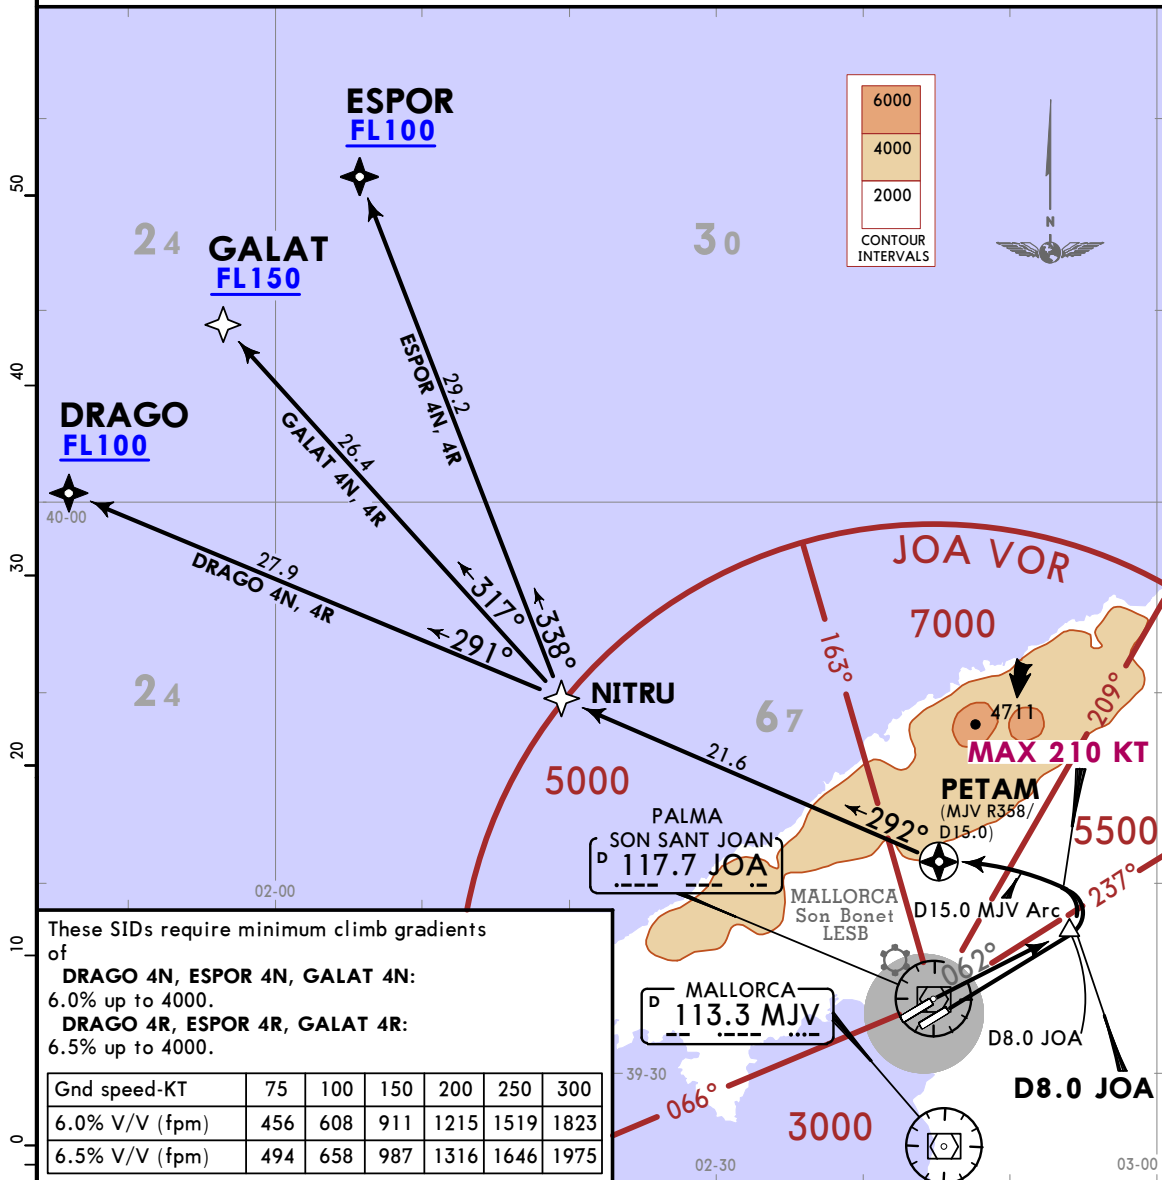 ESPOR
FL100
6000
4000
2000
CONTOUR
INTERVALS
N
50
24
30
GALAT
FL150
40
DRAGO
FL100
40-00
ESPOR 4N, 4R
29.2
GALAT 4N, 4R
26.4
DRAGO 4N, 4R
27.9
30
338°
317°
291°
NITRU
24
67
JOA VOR
7000
163°
209°
4711
MAX 210 KT
20
5000
21.6
292°
PETAM
(MJV R358/
D15.0)
5500
237°
PALMA
SON SANT JOAN
D 117.7 JOA
MALLORCA
Son Bonet
LESB
D15.0 MJV Arc
062°
02-00
10
MALLORCA
D 113.3 MJV
D8.0 JOA
D8.0 JOA
39-30
066°
3000
02-30
03-00
0
These SIDs require minimum climb gradients
of
DRAGO 4N, ESPOR 4N, GALAT 4N:
6.0% up to 4000.
DRAGO 4R, ESPOR 4R, GALAT 4R:
6.5% up to 4000.
Gnd speed-KT 75 100 150 200 250 300
6.0% V/V (fpm) 456 608 911 1215 1519 1823
6.5% V/V (fpm) 494 658 987 1316 1646 1975